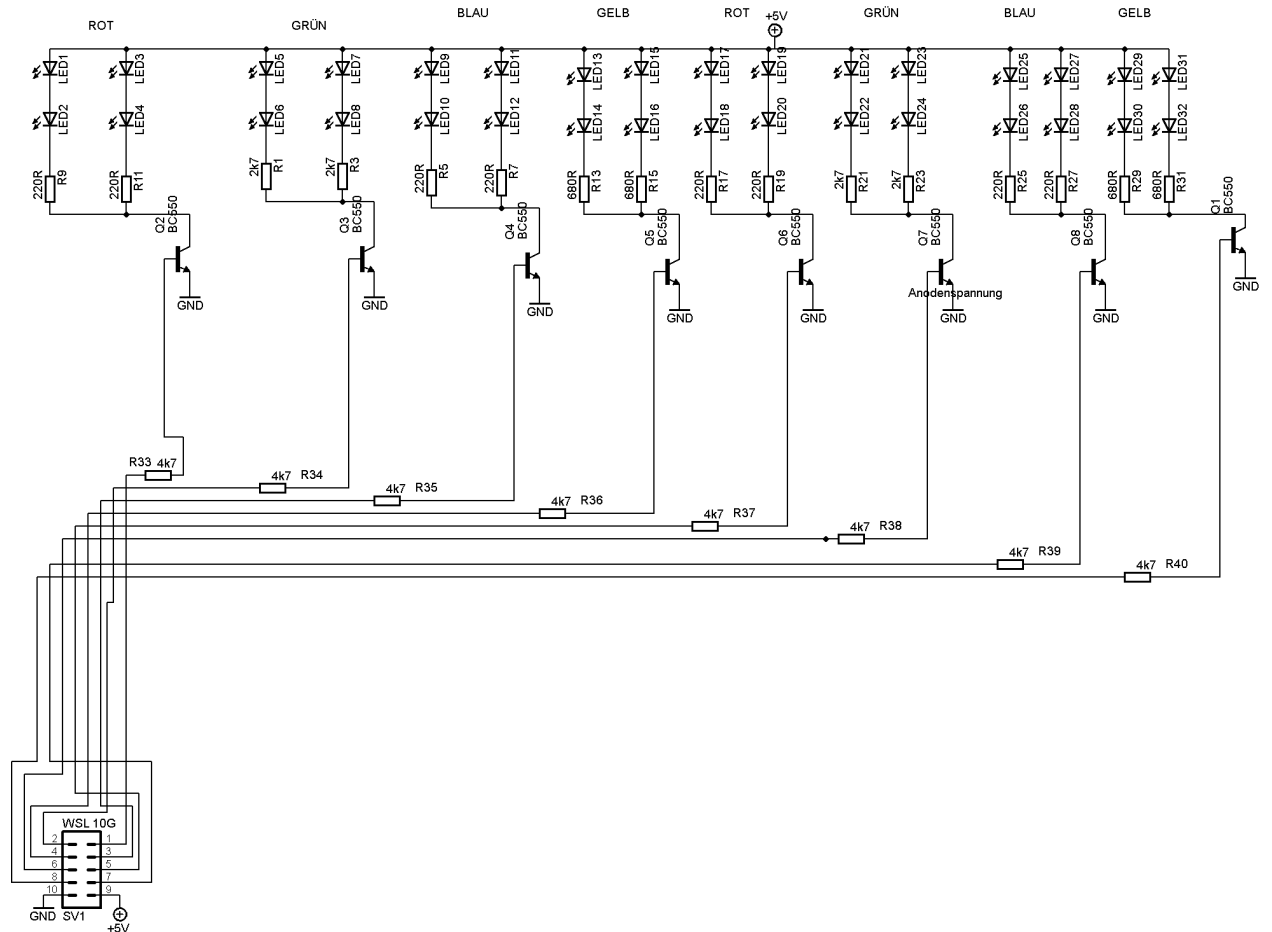 ROT GRÜN BLAU GELB ROT GRÜN BLAU GELB
+5V
LED1 LED3 LED5 LED7 LED9 LED11 LED13 LED15 LED17 LED19 LED21 LED23 LED25 LED27 LED29 LED31
LED2 LED4 LED6 LED8 LED10 LED12 LED14 LED16 LED18 LED20 LED22 LED24 LED26 LED28 LED30 LED32
220R R9 220R R11 2k7 R1 2k7 R3 220R R5 220R R7 680R R13 680R R15 220R R17 220R R19 2k7 R21 2k7 R23 220R R25 220R R27 680R R29 680R R31
Q2 BC550 Q3 BC550 Q4 BC550 Q5 BC550 Q6 BC550 Q7 BC550 Q8 BC550 Q1 BC550
Anodenspannung
GND GND GND GND GND GND GND GND
R33 4k7
4k7 R34
4k7 R35
4k7 R36
4k7 R37
4k7 R38
4k7 R39
4k7 R40
WSL 10G
2 1
4 3
6 5
8 7
10 9
GND SV1
+5V